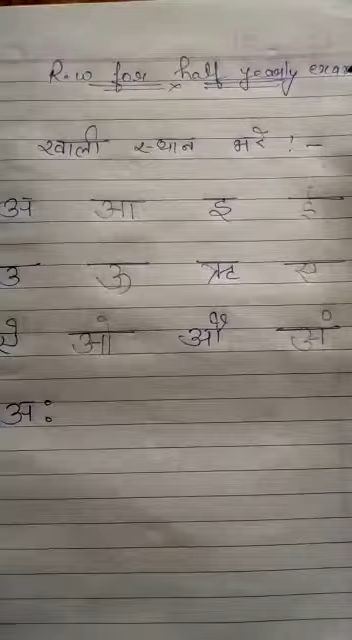 R.w for half yearly exam
खाली स्थान भरें ! –
अ आ इ ई
उ ऊ ऋ ए
ऐ ओ औ अं
अः